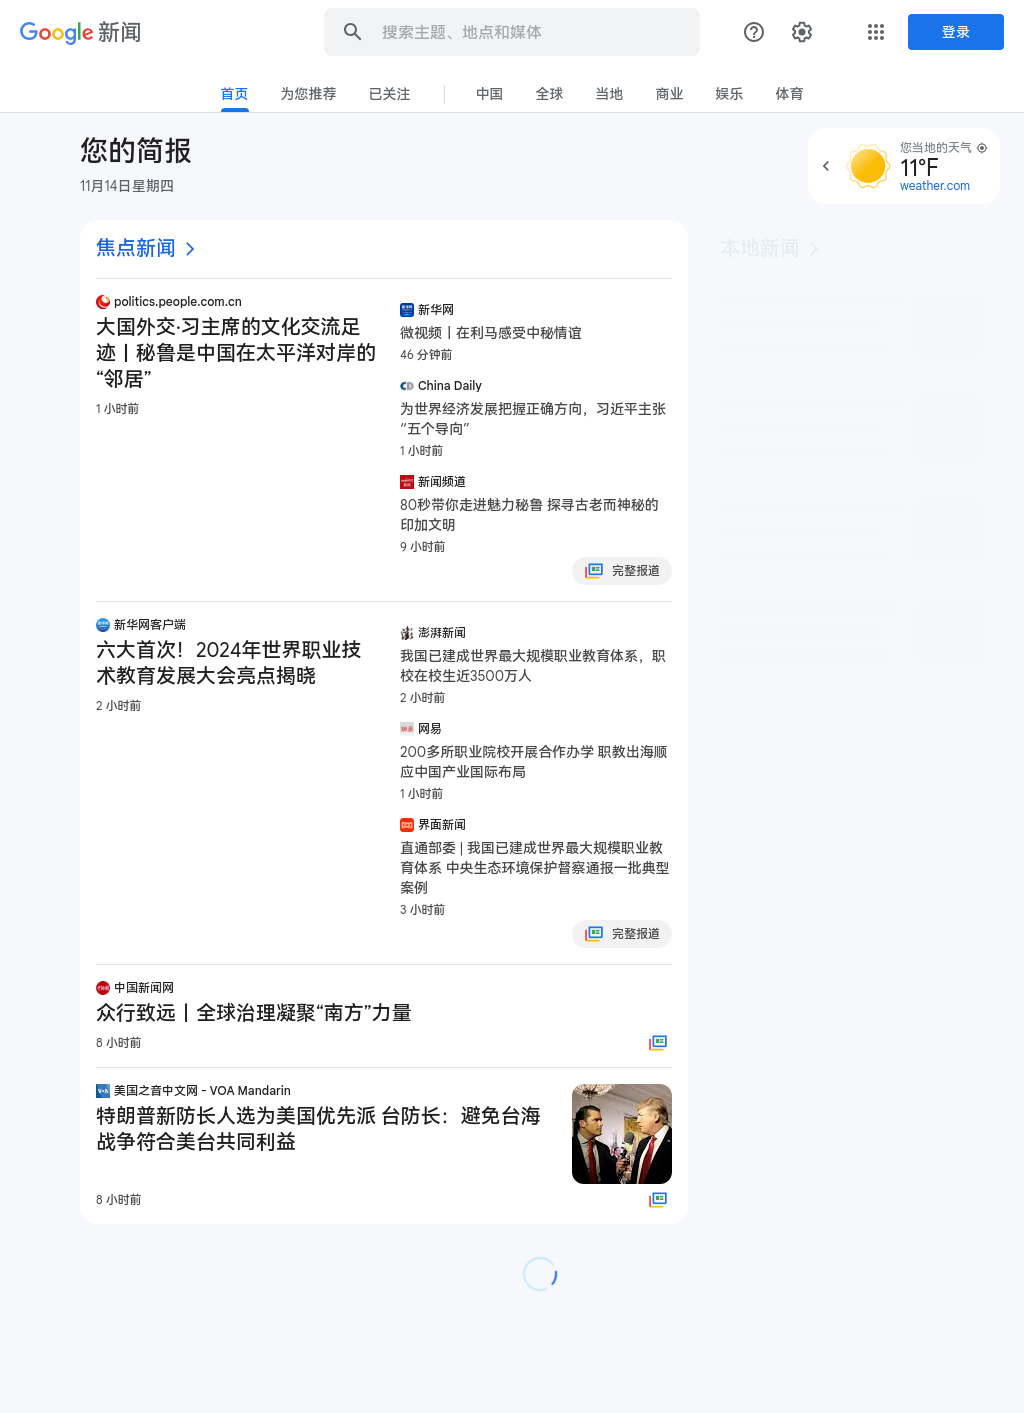 Google 新闻
搜索主题、地点和媒体
登录
首页
为您推荐
已关注
中国
全球
当地
商业
娱乐
体育
您的简报
11月14日星期四
您当地的天气
11°F
weather.com
焦点新闻
本地新闻
politics.people.com.cn
大国外交·习主席的文化交流足
迹丨秘鲁是中国在太平洋对岸的
“邻居”
1 小时前
新华网
微视频丨在利马感受中秘情谊
46 分钟前
China Daily
为世界经济发展把握正确方向，习近平主张
“五个导向”
1 小时前
新闻频道
80秒带你走进魅力秘鲁 探寻古老而神秘的
印加文明
9 小时前
完整报道
新华网客户端
六大首次！2024年世界职业技
术教育发展大会亮点揭晓
2 小时前
澎湃新闻
我国已建成世界最大规模职业教育体系，职
校在校生近3500万人
2 小时前
网易
200多所职业院校开展合作办学 职教出海顺
应中国产业国际布局
1 小时前
界面新闻
直通部委 | 我国已建成世界最大规模职业教
育体系 中央生态环境保护督察通报一批典型
案例
3 小时前
完整报道
中国新闻网
众行致远丨全球治理凝聚“南方”力量
8 小时前
VOA
美国之音中文网 - VOA Mandarin
特朗普新防长人选为美国优先派 台防长：避免台海
战争符合美台共同利益
8 小时前